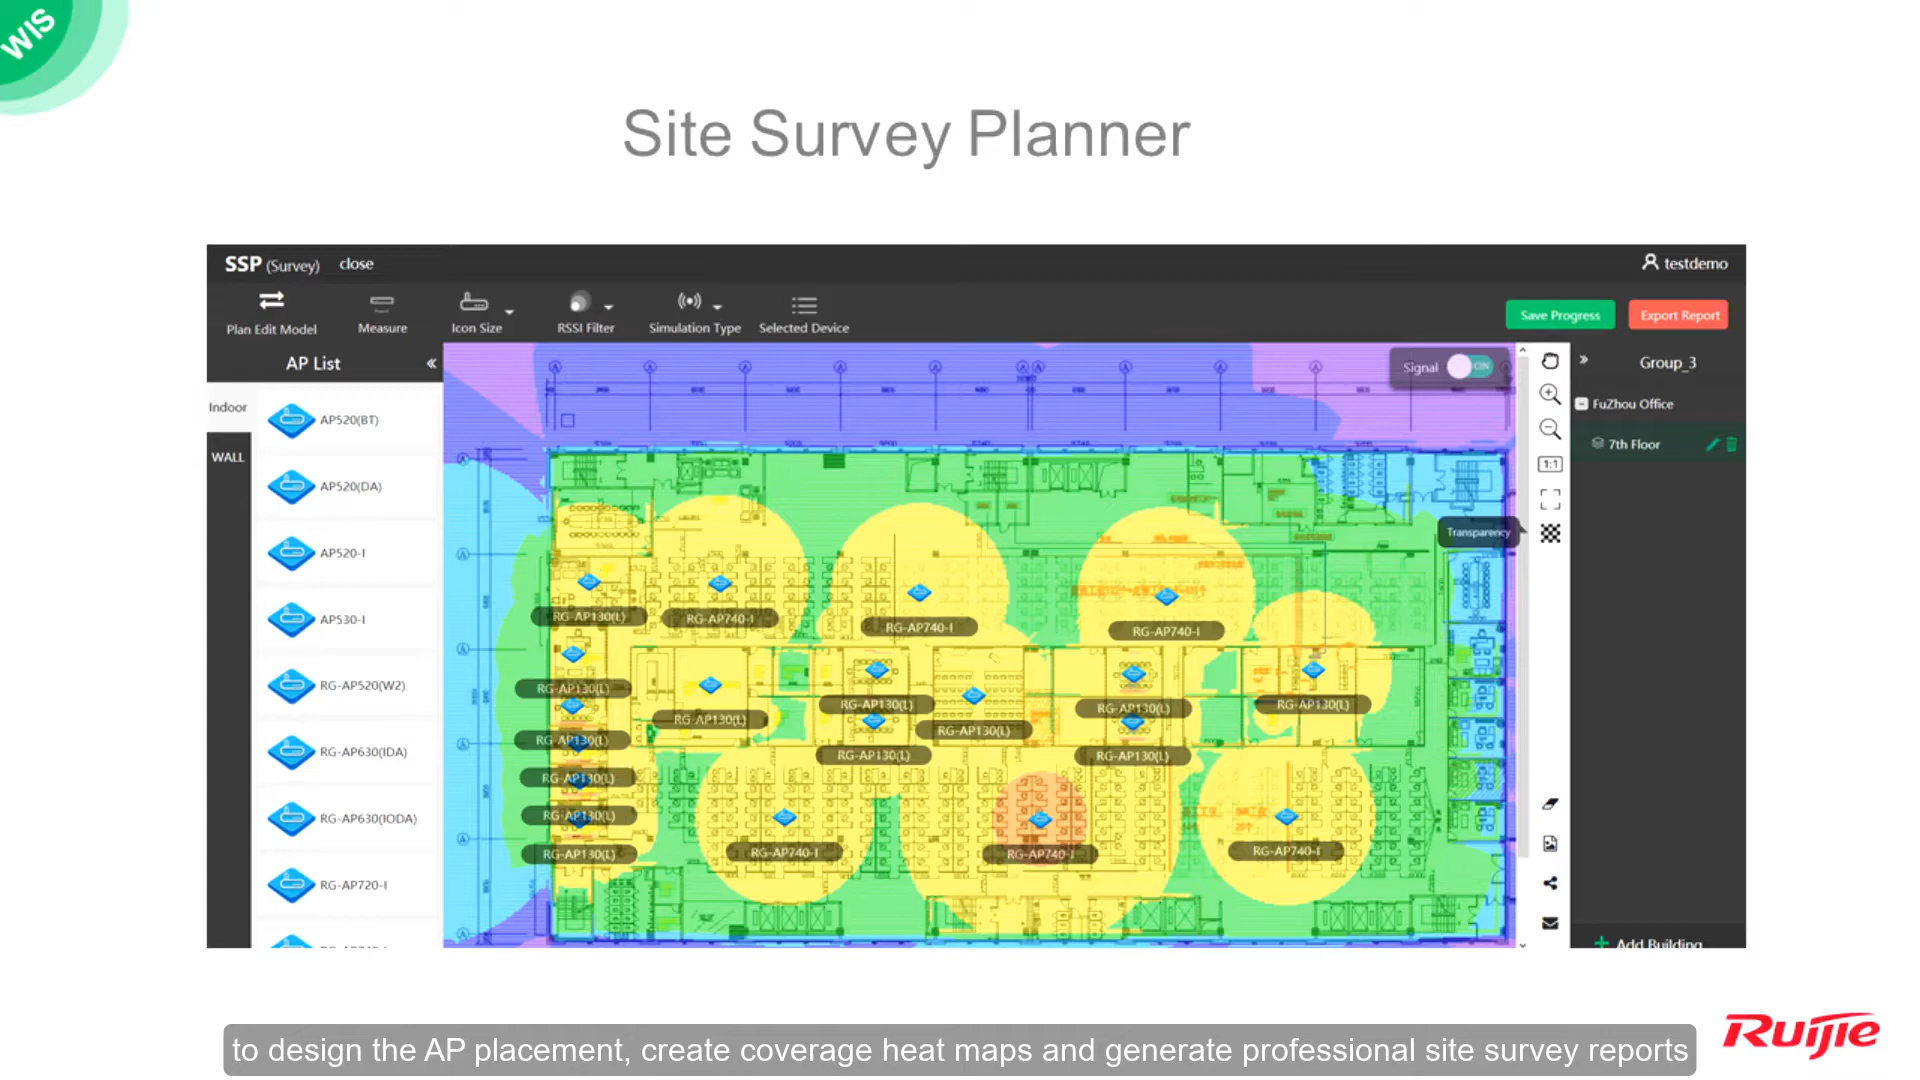 WIS
Site Survey Planner
SSP (Survey) close
testdemo
Plan Edit Model
Measure
Icon Size
RSSI Filter
Simulation Type
Selected Device
Save Progress
Export Report
AP List
Signal
ON
Group_3
Indoor
WALL
AP520(BT)
AP520(DA)
AP520-I
AP530-I
RG-AP520(W2)
RG-AP630(IDA)
RG-AP630(IODA)
RG-AP720-I
FuZhou Office
7th Floor
1:1
Transparency
RG-AP130(L)
RG-AP740-I
RG-AP740-I
RG-AP740-I
RG-AP130(L)
RG-AP130(L)
RG-AP130(L)
RG-AP130(L)
RG-AP130(L)
RG-AP130(L)
RG-AP130(L)
RG-AP130(L)
RG-AP130(L)
RG-AP130(L)
RG-AP130(L)
RG-AP130(L)
RG-AP740-I
RG-AP740-I
RG-AP740-I
RG-AP130(L)
Add Building
to design the AP placement, create coverage heat maps and generate professional site survey reports
Ruijie